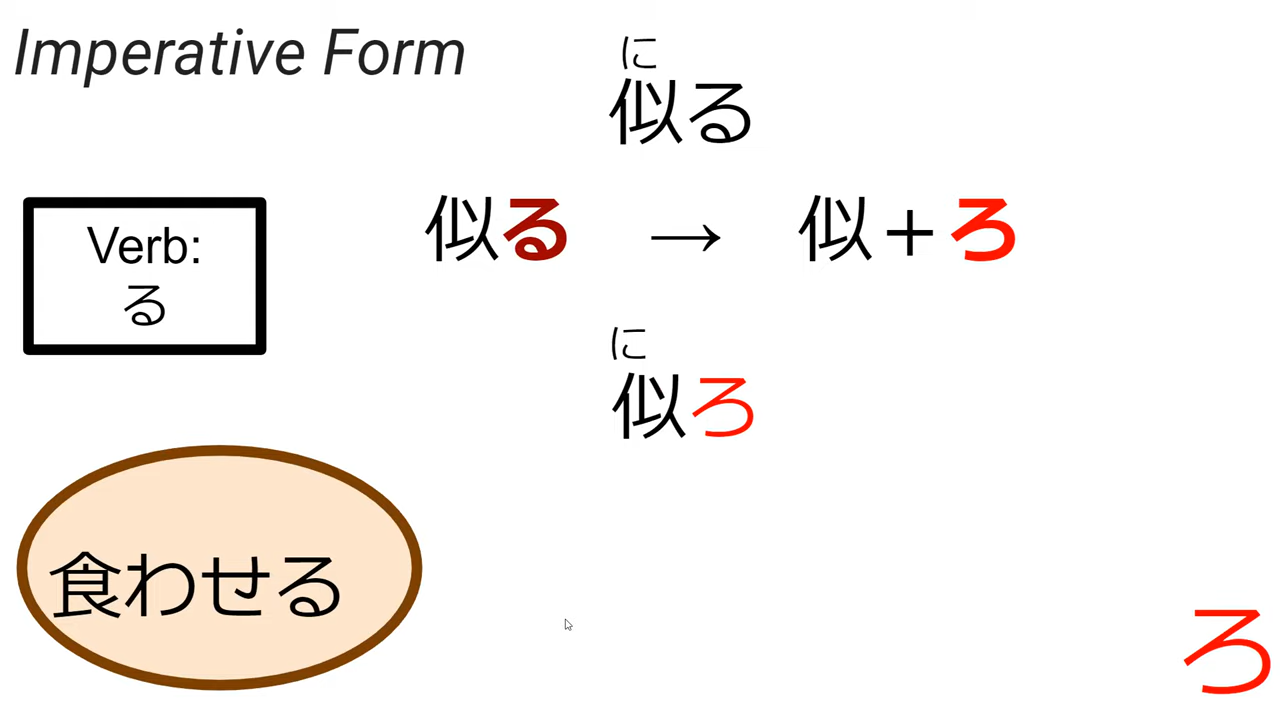 Imperative Form
に
似る
Verb:
る
似る → 似+ろ
に
似ろ
食わせる
ろ